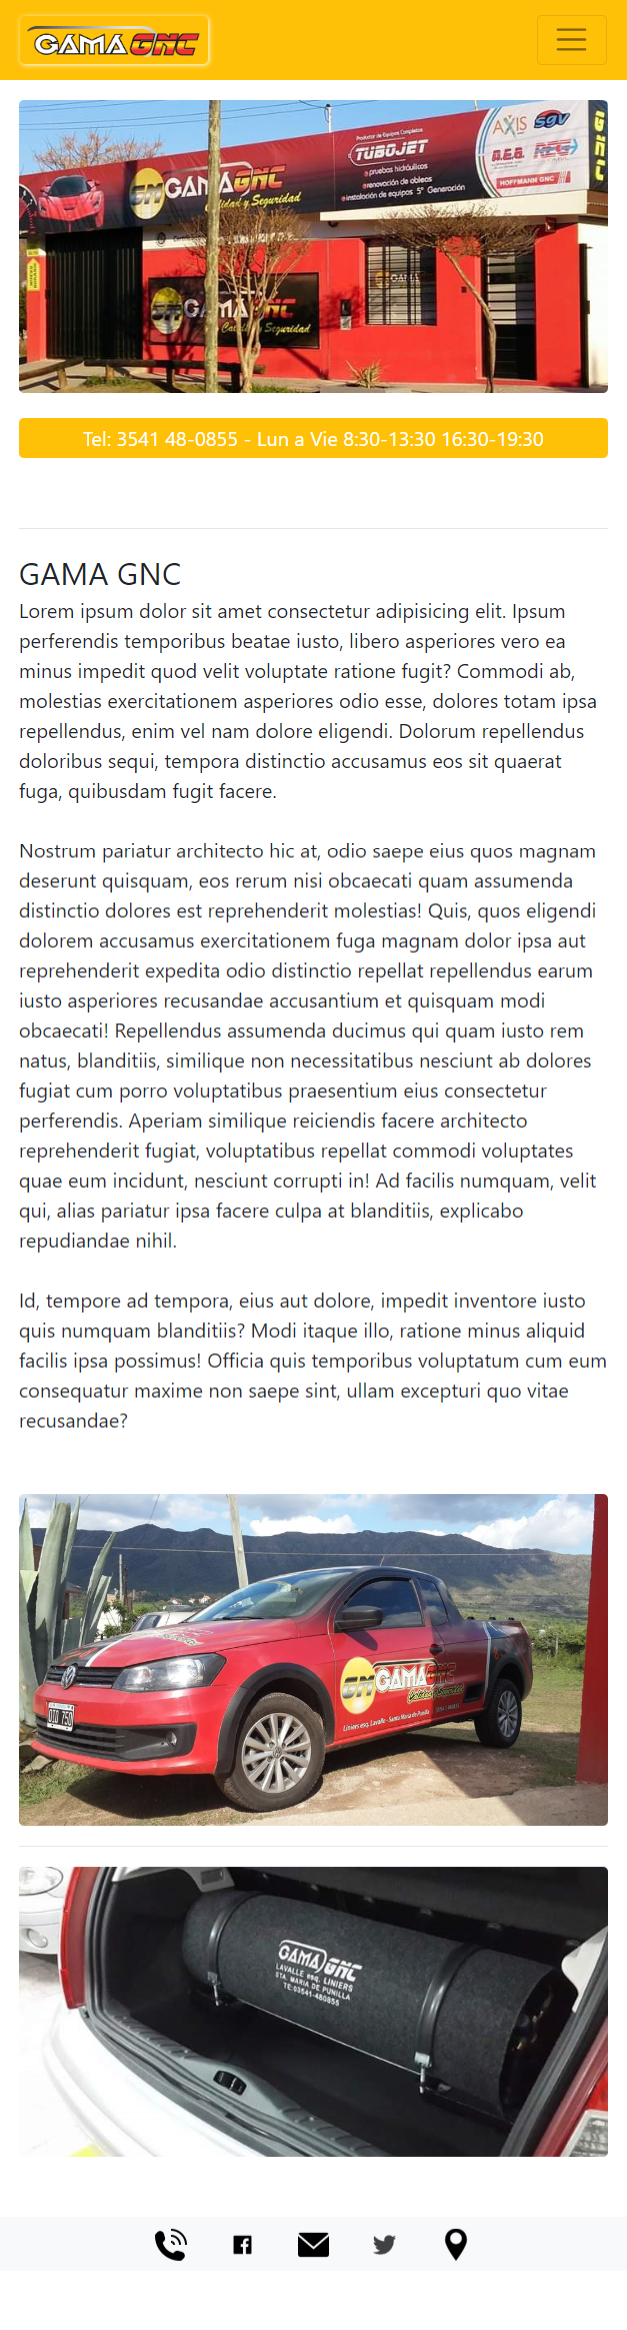 GAMA GNC
Productor de Equipos Completos
TUBOJET
pruebas hidráulicas
renovación de obleas
instalación de equipos 5º Generación
AXIS
SGV
A.E.B.
HOFFMANN GNC
GM GAMA GNC
Calidad y Seguridad
GAMA GNC
GM GAMA GNC
Calidad y Seguridad
Tel: 3541 48-0855 - Lun a Vie 8:30-13:30 16:30-19:30
GAMA GNC
Lorem ipsum dolor sit amet consectetur adipisicing elit. Ipsum
perferendis temporibus beatae iusto, libero asperiores vero ea
minus impedit quod velit voluptate ratione fugit? Commodi ab,
molestias exercitationem asperiores odio esse, dolores totam ipsa
repellendus, enim vel nam dolore eligendi. Dolorum repellendus
doloribus sequi, tempora distinctio accusamus eos sit quaerat
fuga, quibusdam fugit facere.
Nostrum pariatur architecto hic at, odio saepe eius quos magnam
deserunt quisquam, eos rerum nisi obcaecati quam assumenda
distinctio dolores est reprehenderit molestias! Quis, quos eligendi
dolorem accusamus exercitationem fuga magnam dolor ipsa aut
reprehenderit expedita odio distinctio repellat repellendus earum
iusto asperiores recusandae accusantium et quisquam modi
obcaecati! Repellendus assumenda ducimus qui quam iusto rem
natus, blanditiis, similique non necessitatibus nesciunt ab dolores
fugiat cum porro voluptatibus praesentium eius consectetur
perferendis. Aperiam similique reiciendis facere architecto
reprehenderit fugiat, voluptatibus repellat commodi voluptates
quae eum incidunt, nesciunt corrupti in! Ad facilis numquam, velit
qui, alias pariatur ipsa facere culpa at blanditiis, explicabo
repudiandae nihil.
Id, tempore ad tempora, eius aut dolore, impedit inventore iusto
quis numquam blanditiis? Modi itaque illo, ratione minus aliquid
facilis ipsa possimus! Officia quis temporibus voluptatum cum eum
consequatur maxime non saepe sint, ullam excepturi quo vitae
recusandae?
GM GAMA GNC
Calidad y Seguridad
Liniers esq. Lavalle - Santa María de Punilla
OIO 750
GAMA GNC
LAVALLE esq. LINIERS
STA. MARIA DE PUNILLA
TE:03541-480855